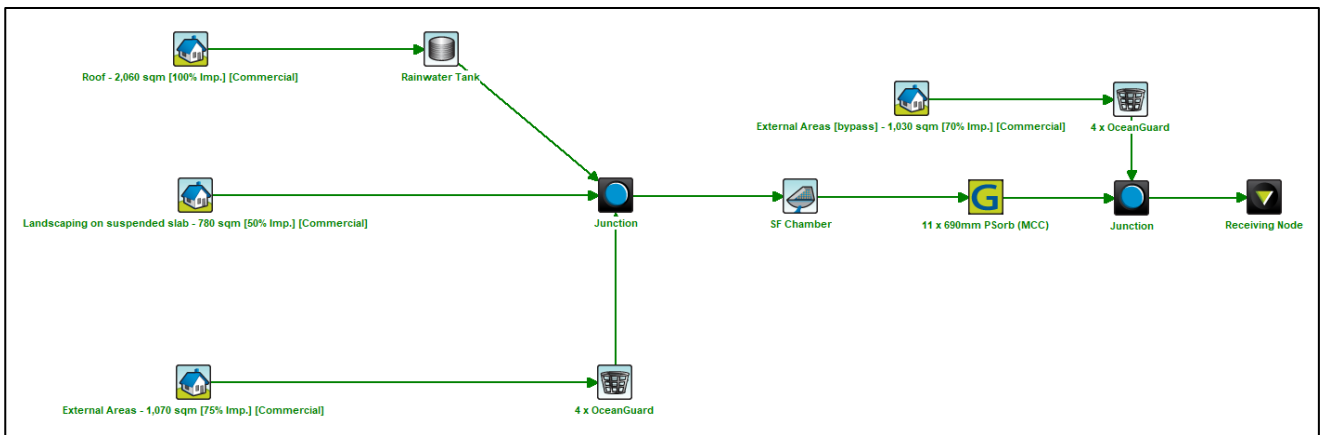 Roof - 2,060 sqm [100% Imp.] [Commercial]
Rainwater Tank
External Areas [bypass] - 1,030 sqm [70% Imp.] [Commercial]
4 x OceanGuard
Landscaping on suspended slab - 780 sqm [50% Imp.] [Commercial]
Junction
SF Chamber
G
11 x 690mm PSorb (MCC)
Junction
Receiving Node
External Areas - 1,070 sqm [75% Imp.] [Commercial]
4 x OceanGuard